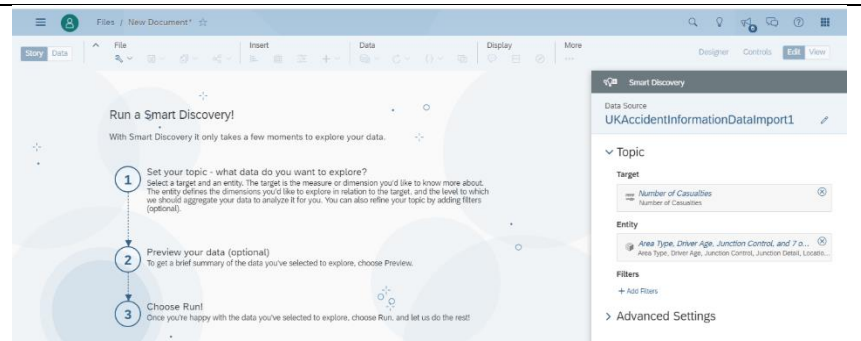 Files / New Document*
Story Data
File
Insert
Data
Display
More
Designer Controls Edit View
Run a Smart Discovery!
With Smart Discovery it only takes a few moments to explore your data.
1
Set your topic - what data do you want to explore?
Select a target and an entity. The target is the measure or dimension you'd like to know more about.
The entity defines the dimensions you'd like to explore in relation to the target, and the level to which
we should aggregate your data to analyze it for you. You can also refine your topic by adding filters
(optional).
2
Preview your data (optional)
To get a brief summary of the data you've selected to explore, choose Preview.
3
Choose Run!
Once you're happy with the data you've selected to explore, choose Run, and let us do the rest!
Smart Discovery
Data Source
UKAccidentInformationDataImport1
Topic
Target
Number of Casualties
Number of Casualties
Entity
Area Type, Driver Age, Junction Control, and 7 o...
Area Type, Driver Age, Junction Control, Junction Detail, Locatio...
Filters
+ Add Filters
Advanced Settings